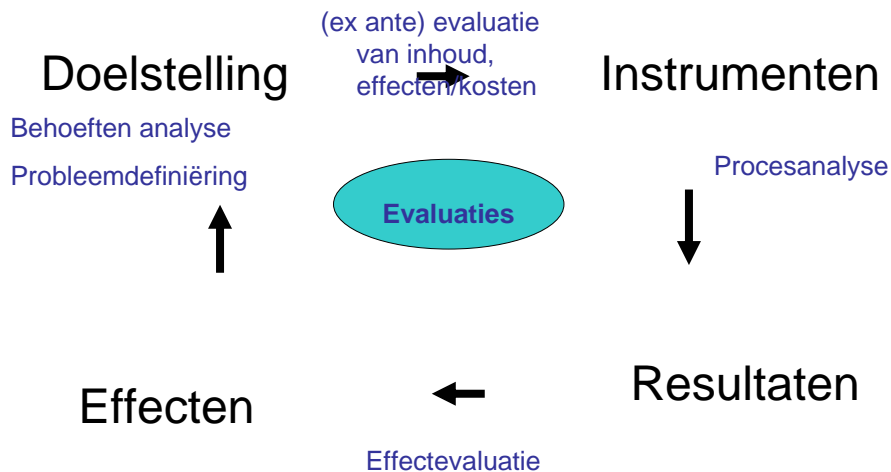 (ex ante) evaluatie
van inhoud,
effecten/kosten
Doelstelling
Instrumenten
Behoeften analyse
Probleemdefiniëring
Procesanalyse
Evaluaties
Effecten
Resultaten
Effectevaluatie